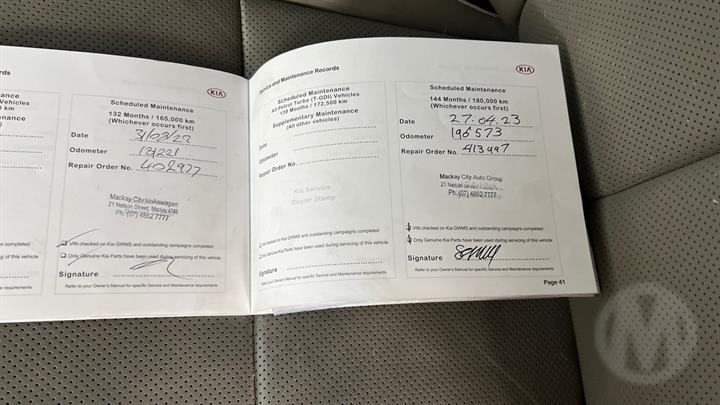 ords
KIA
Scheduled Maintenance
132 Months / 165,000 km
(Whichever occurs first)
Date 31/03/22
Odometer
Repair Order No. 408977
Mackay City Volkswagen
21 Nelson Street, Mackay 4740
Ph: (07) 4862 7777
VIN checked on Kia GWMS and outstanding campaigns completed
Only Genuine Kia Parts have been used during servicing of this vehicle
Signature
Refer to your Owner's Manual for specific Service and Maintenance requirements
Service and Maintenance Records
Scheduled Maintenance
All Petrol Turbo (T-GDI) Vehicles
138 Months / 172,500 km
Supplementary Maintenance
(All other vehicles)
Date
Odometer
Repair Order No.
Kia Service
Dealer Stamp
VIN checked on Kia GWMS and outstanding campaigns completed
Only Genuine Kia Parts have been used during servicing of this vehicle
Signature
Refer to your Owner's Manual for specific Service and Maintenance requirements
KIA
Scheduled Maintenance
144 Months / 180,000 km
(Whichever occurs first)
Date 27.04.23
Odometer 196573
Repair Order No. 413997
Mackay City Auto Group
21 Nelson
Ph: (07) 4862 7777
VIN checked on Kia GWMS and outstanding campaigns completed
Only Genuine Kia Parts have been used during servicing of this vehicle
Signature
Refer to your Owner's Manual for specific Service and Maintenance requirements
Page 41